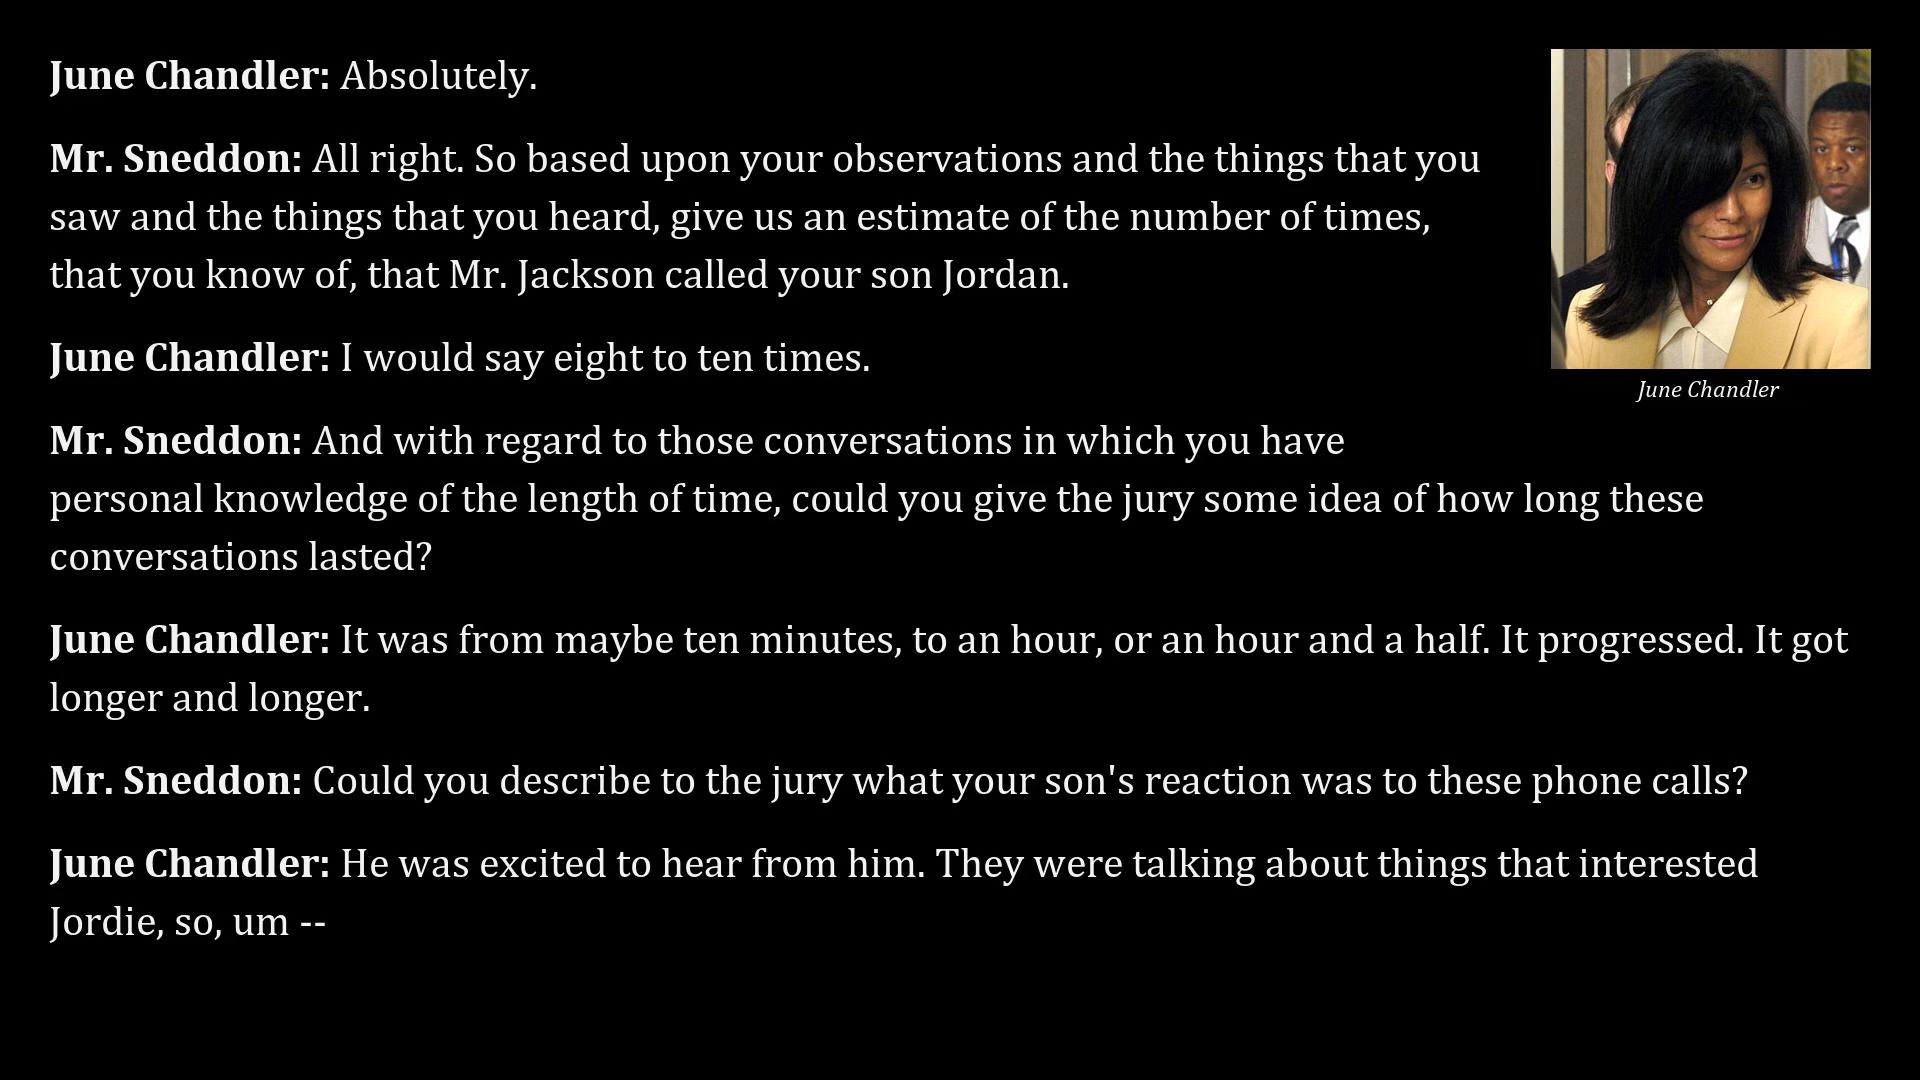 June Chandler: Absolutely.
Mr. Sneddon: All right. So based upon your observations and the things that you
saw and the things that you heard, give us an estimate of the number of times,
that you know of, that Mr. Jackson called your son Jordan.
June Chandler: I would say eight to ten times.
June Chandler
Mr. Sneddon: And with regard to those conversations in which you have
personal knowledge of the length of time, could you give the jury some idea of how long these
conversations lasted?
June Chandler: It was from maybe ten minutes, to an hour, or an hour and a half. It progressed. It got
longer and longer.
Mr. Sneddon: Could you describe to the jury what your son's reaction was to these phone calls?
June Chandler: He was excited to hear from him. They were talking about things that interested
Jordie, so, um --